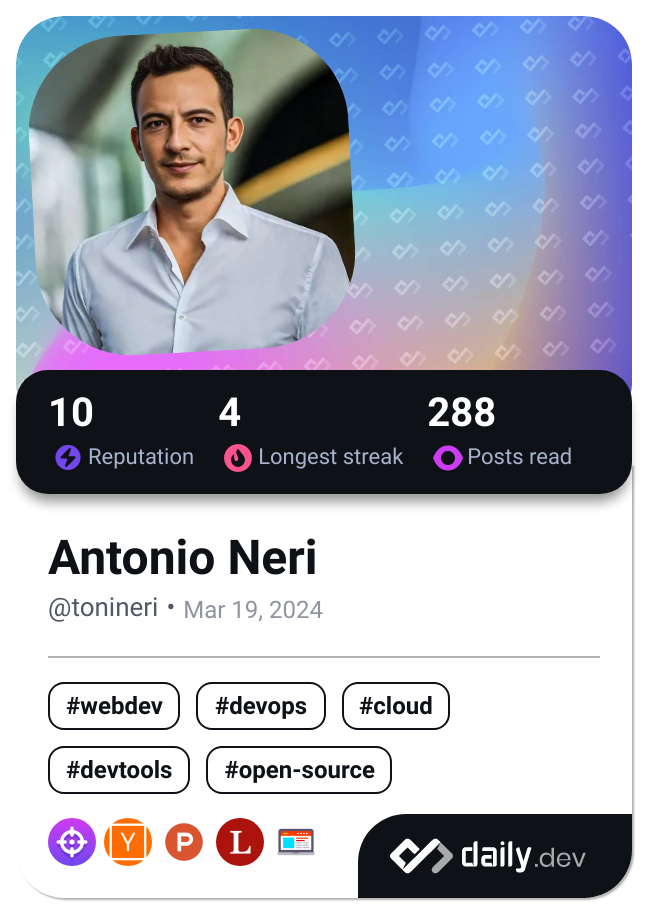 10 4 288
Reputation Longest streak Posts read
Antonio Neri
@tonineri • Mar 19, 2024
#webdev #devops #cloud
#devtools #open-source
Y P L
daily.dev